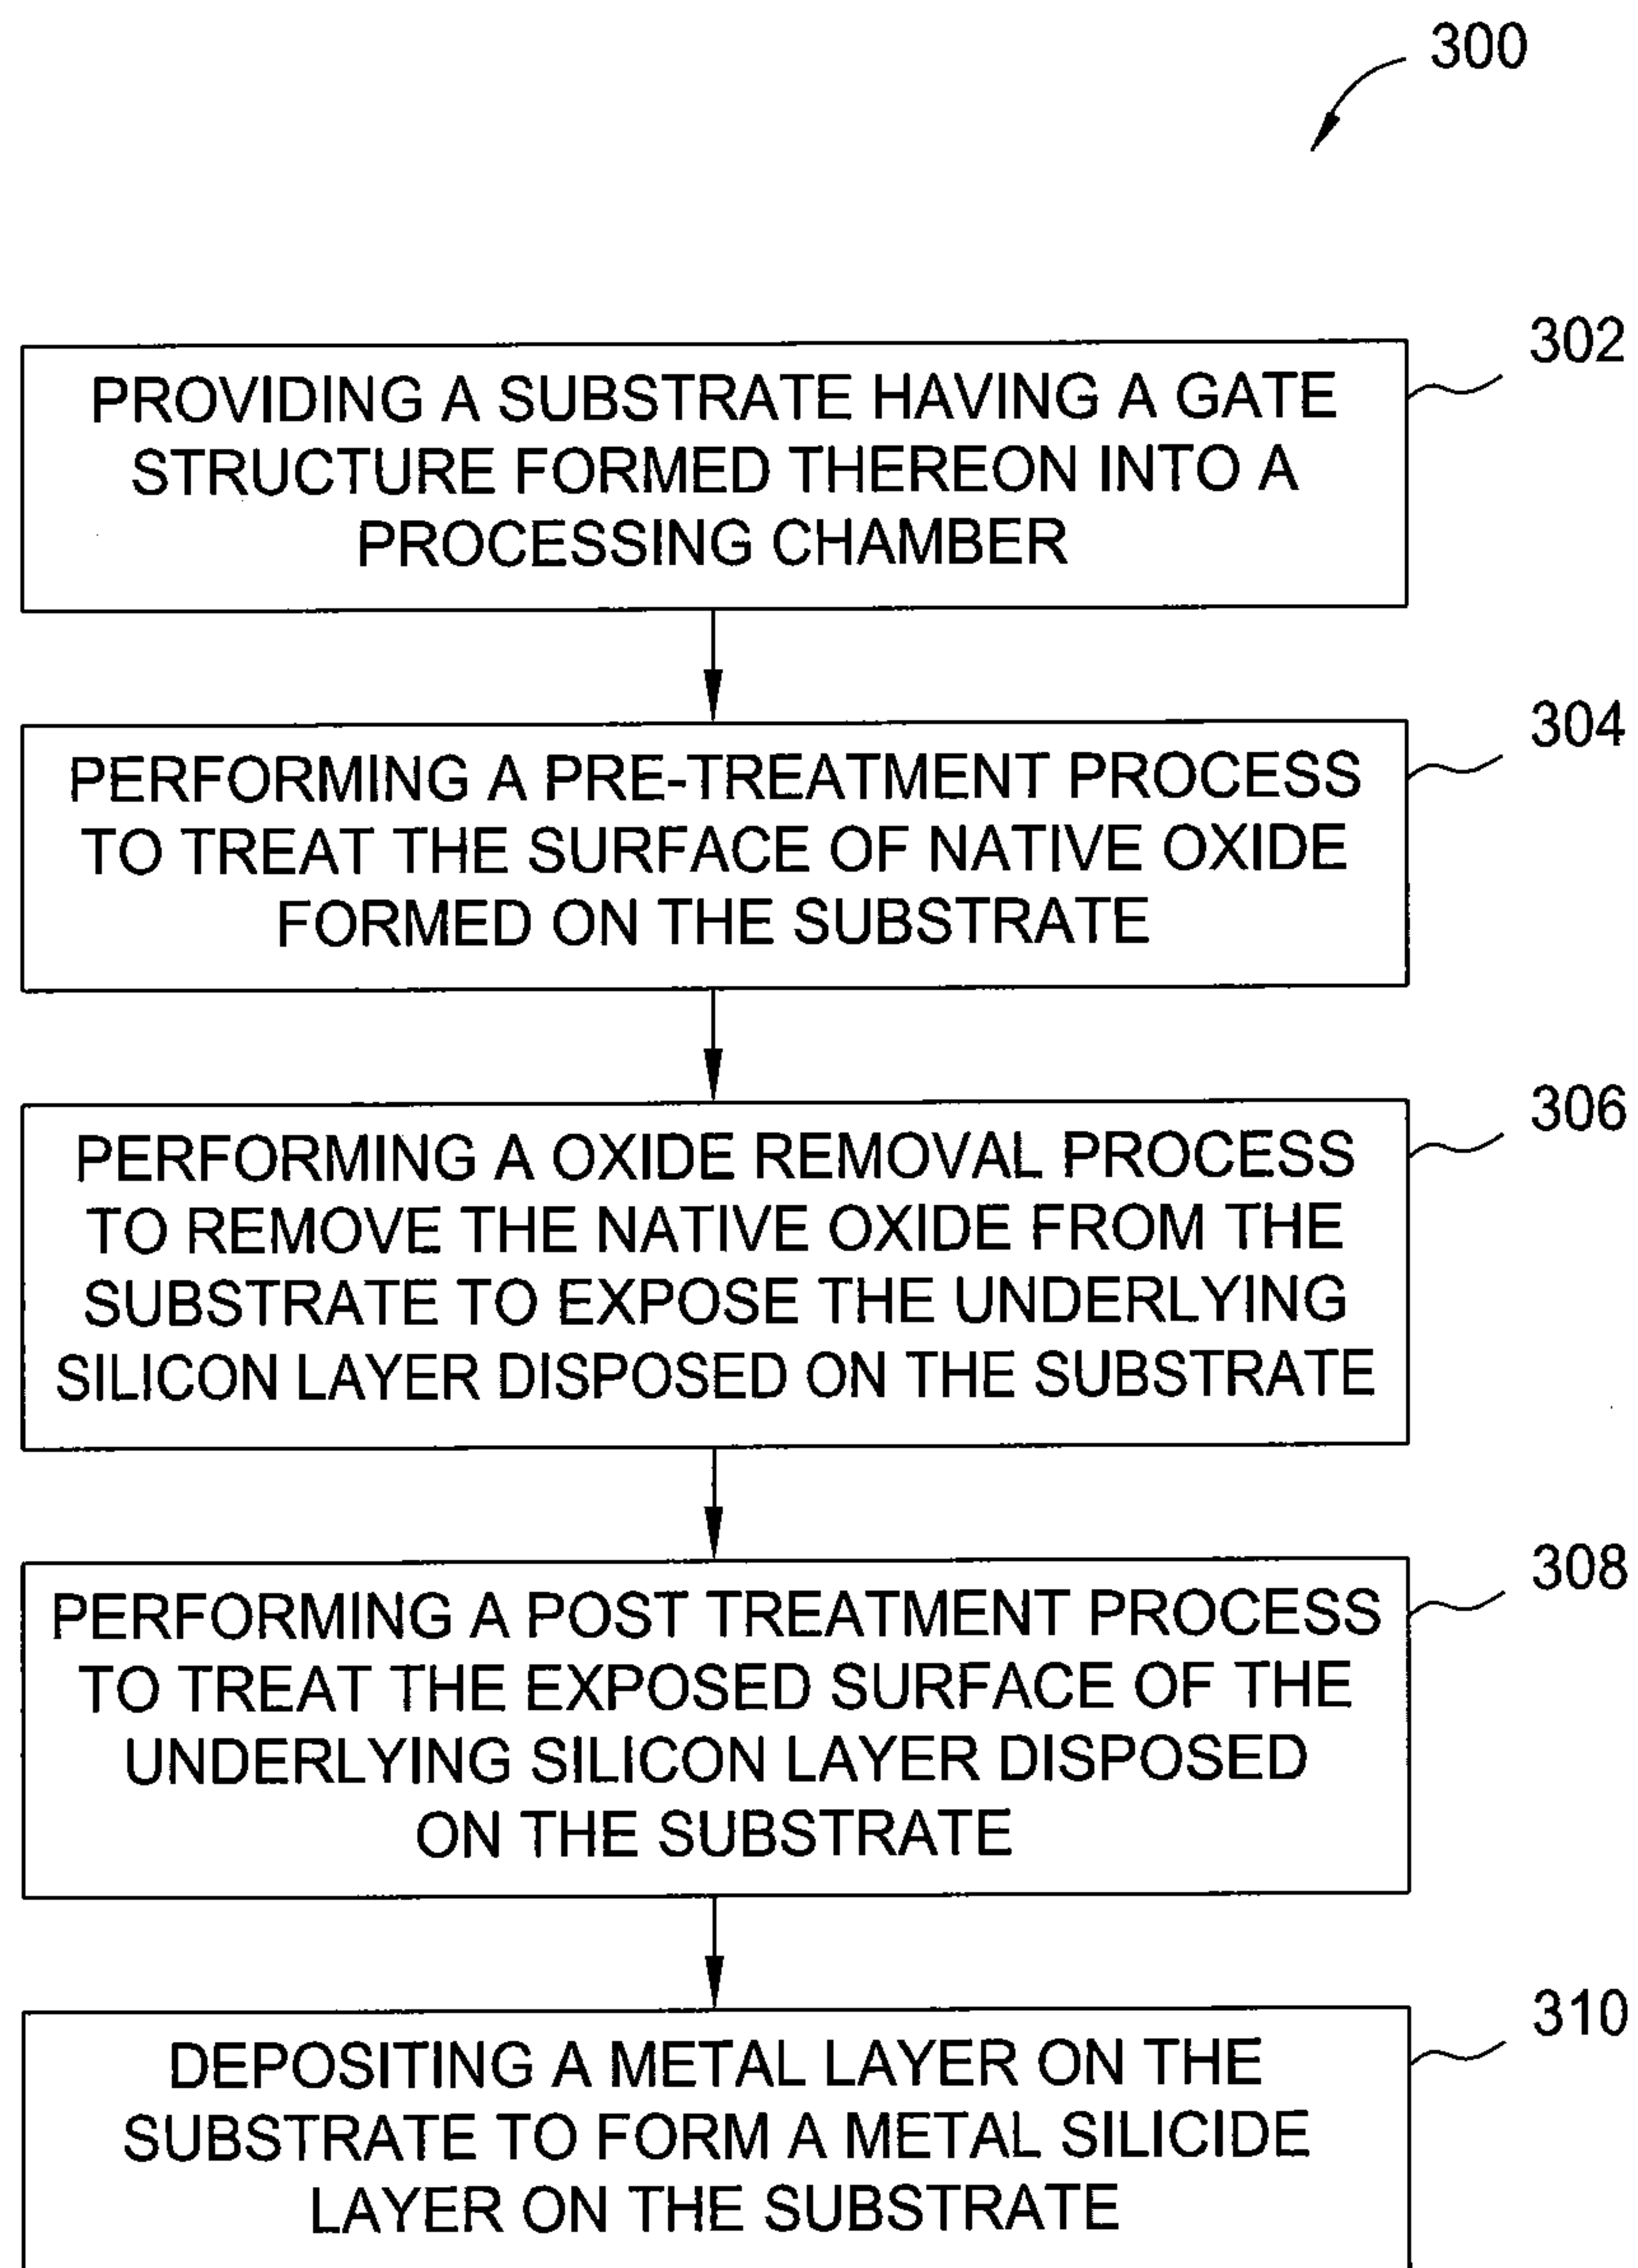 300
302
PROVIDING A SUBSTRATE HAVING A GATE
STRUCTURE FORMED THEREON INTO A
PROCESSING CHAMBER
304
PERFORMING A PRE-TREATMENT PROCESS
TO TREAT THE SURFACE OF NATIVE OXIDE
FORMED ON THE SUBSTRATE
306
PERFORMING A OXIDE REMOVAL PROCESS
TO REMOVE THE NATIVE OXIDE FROM THE
SUBSTRATE TO EXPOSE THE UNDERLYING
SILICON LAYER DISPOSED ON THE SUBSTRATE
308
PERFORMING A POST TREATMENT PROCESS
TO TREAT THE EXPOSED SURFACE OF THE
UNDERLYING SILICON LAYER DISPOSED
ON THE SUBSTRATE
310
DEPOSITING A METAL LAYER ON THE
SUBSTRATE TO FORM A METAL SILICIDE
LAYER ON THE SUBSTRATE